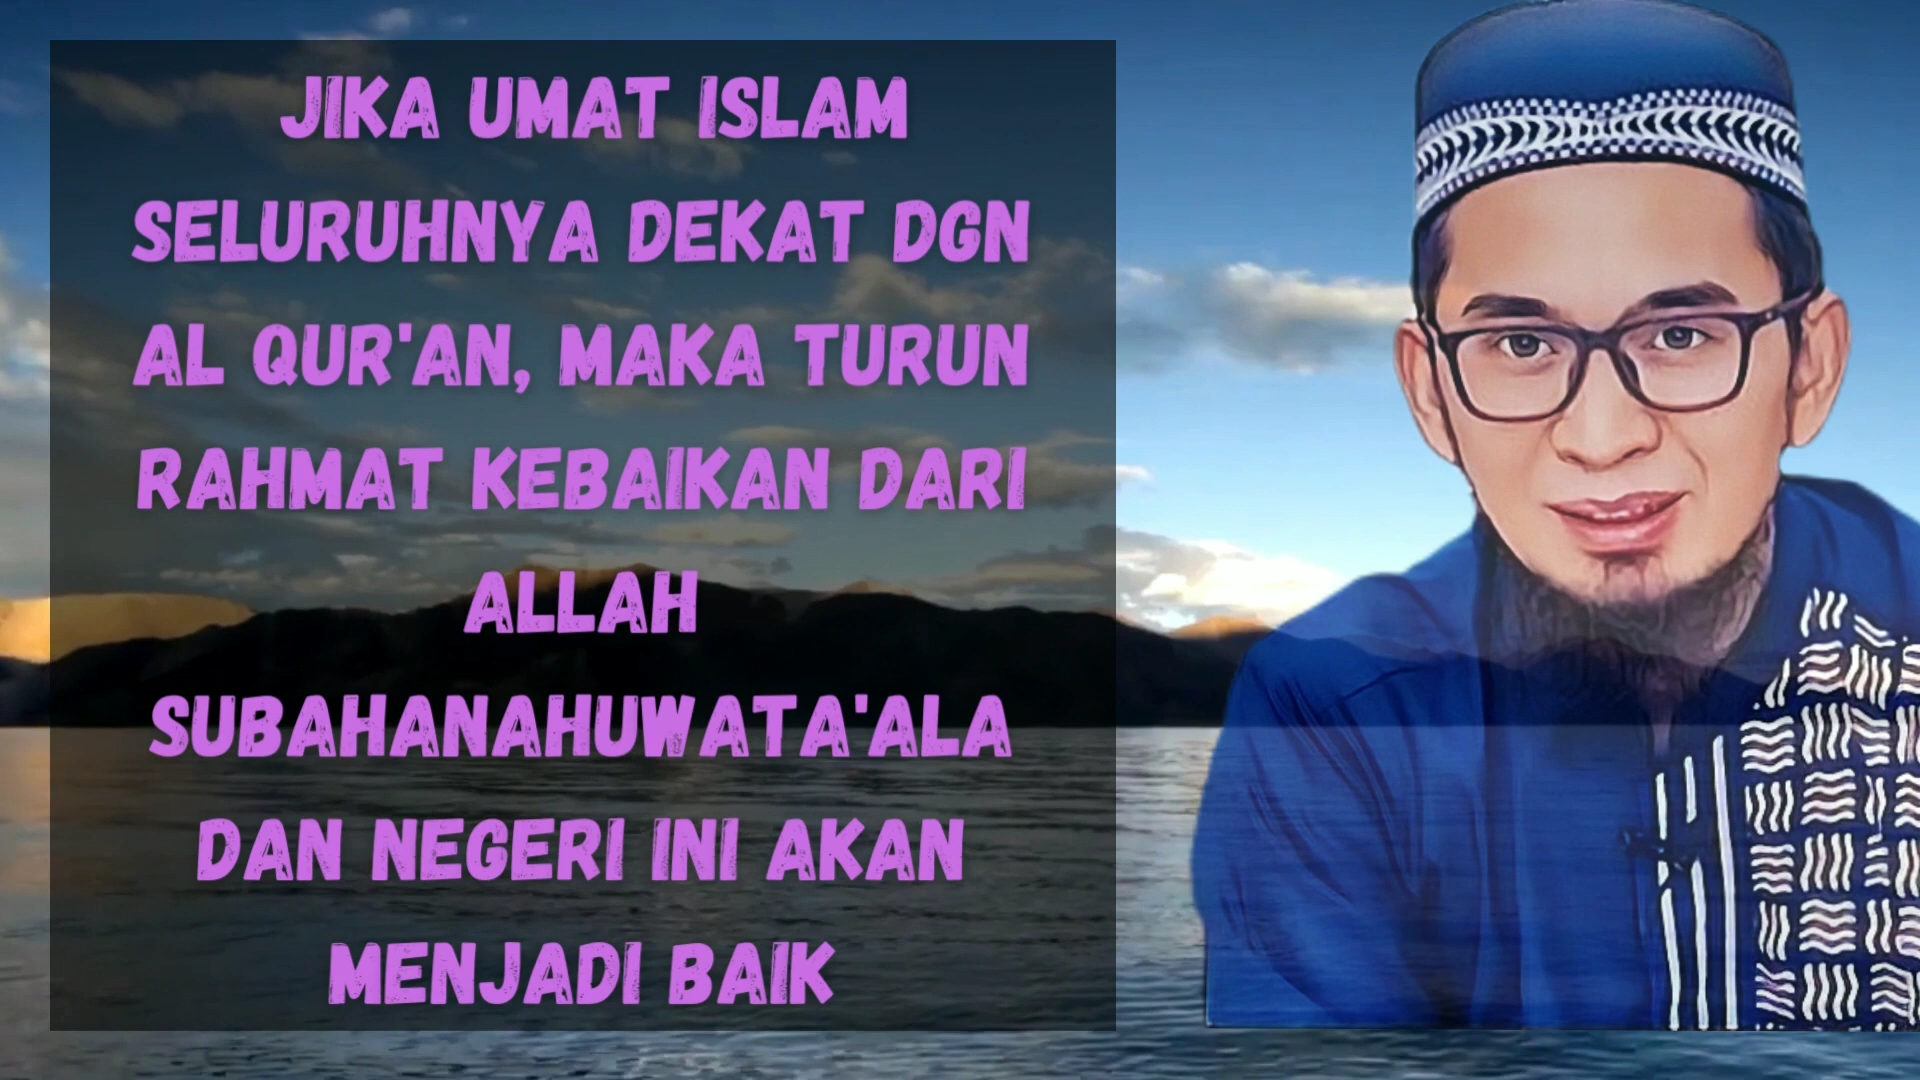 JIKA UMAT ISLAM
SELURUHNYA DEKAT DGN
AL QUR'AN, MAKA TURUN
RAHMAT KEBAIKAN DARI
ALLAH
SUBAHANAHUWATA'ALA
DAN NEGERI INI AKAN
MENJADI BAIK